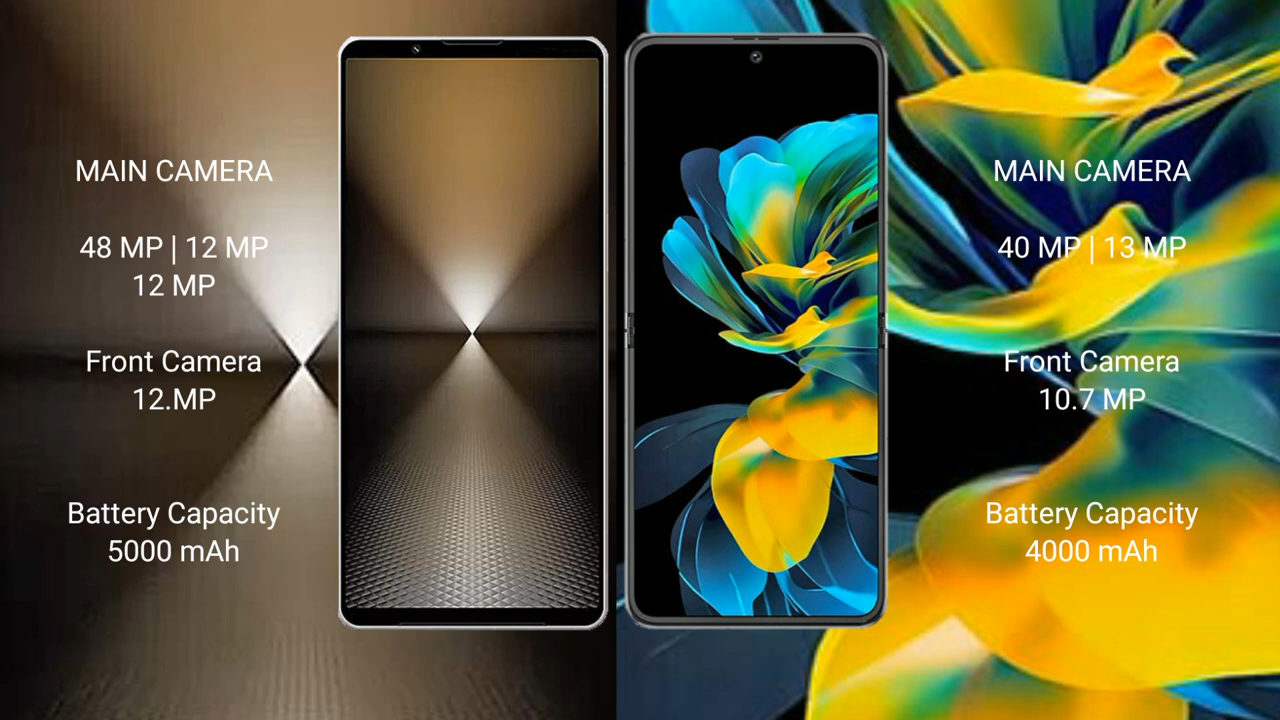 MAIN CAMERA
48 MP | 12 MP
12 MP
Front Camera
12.MP
Battery Capacity
5000 mAh
MAIN CAMERA
40 MP | 13 MP
Front Camera
10.7 MP
Battery Capacity
4000 mAh